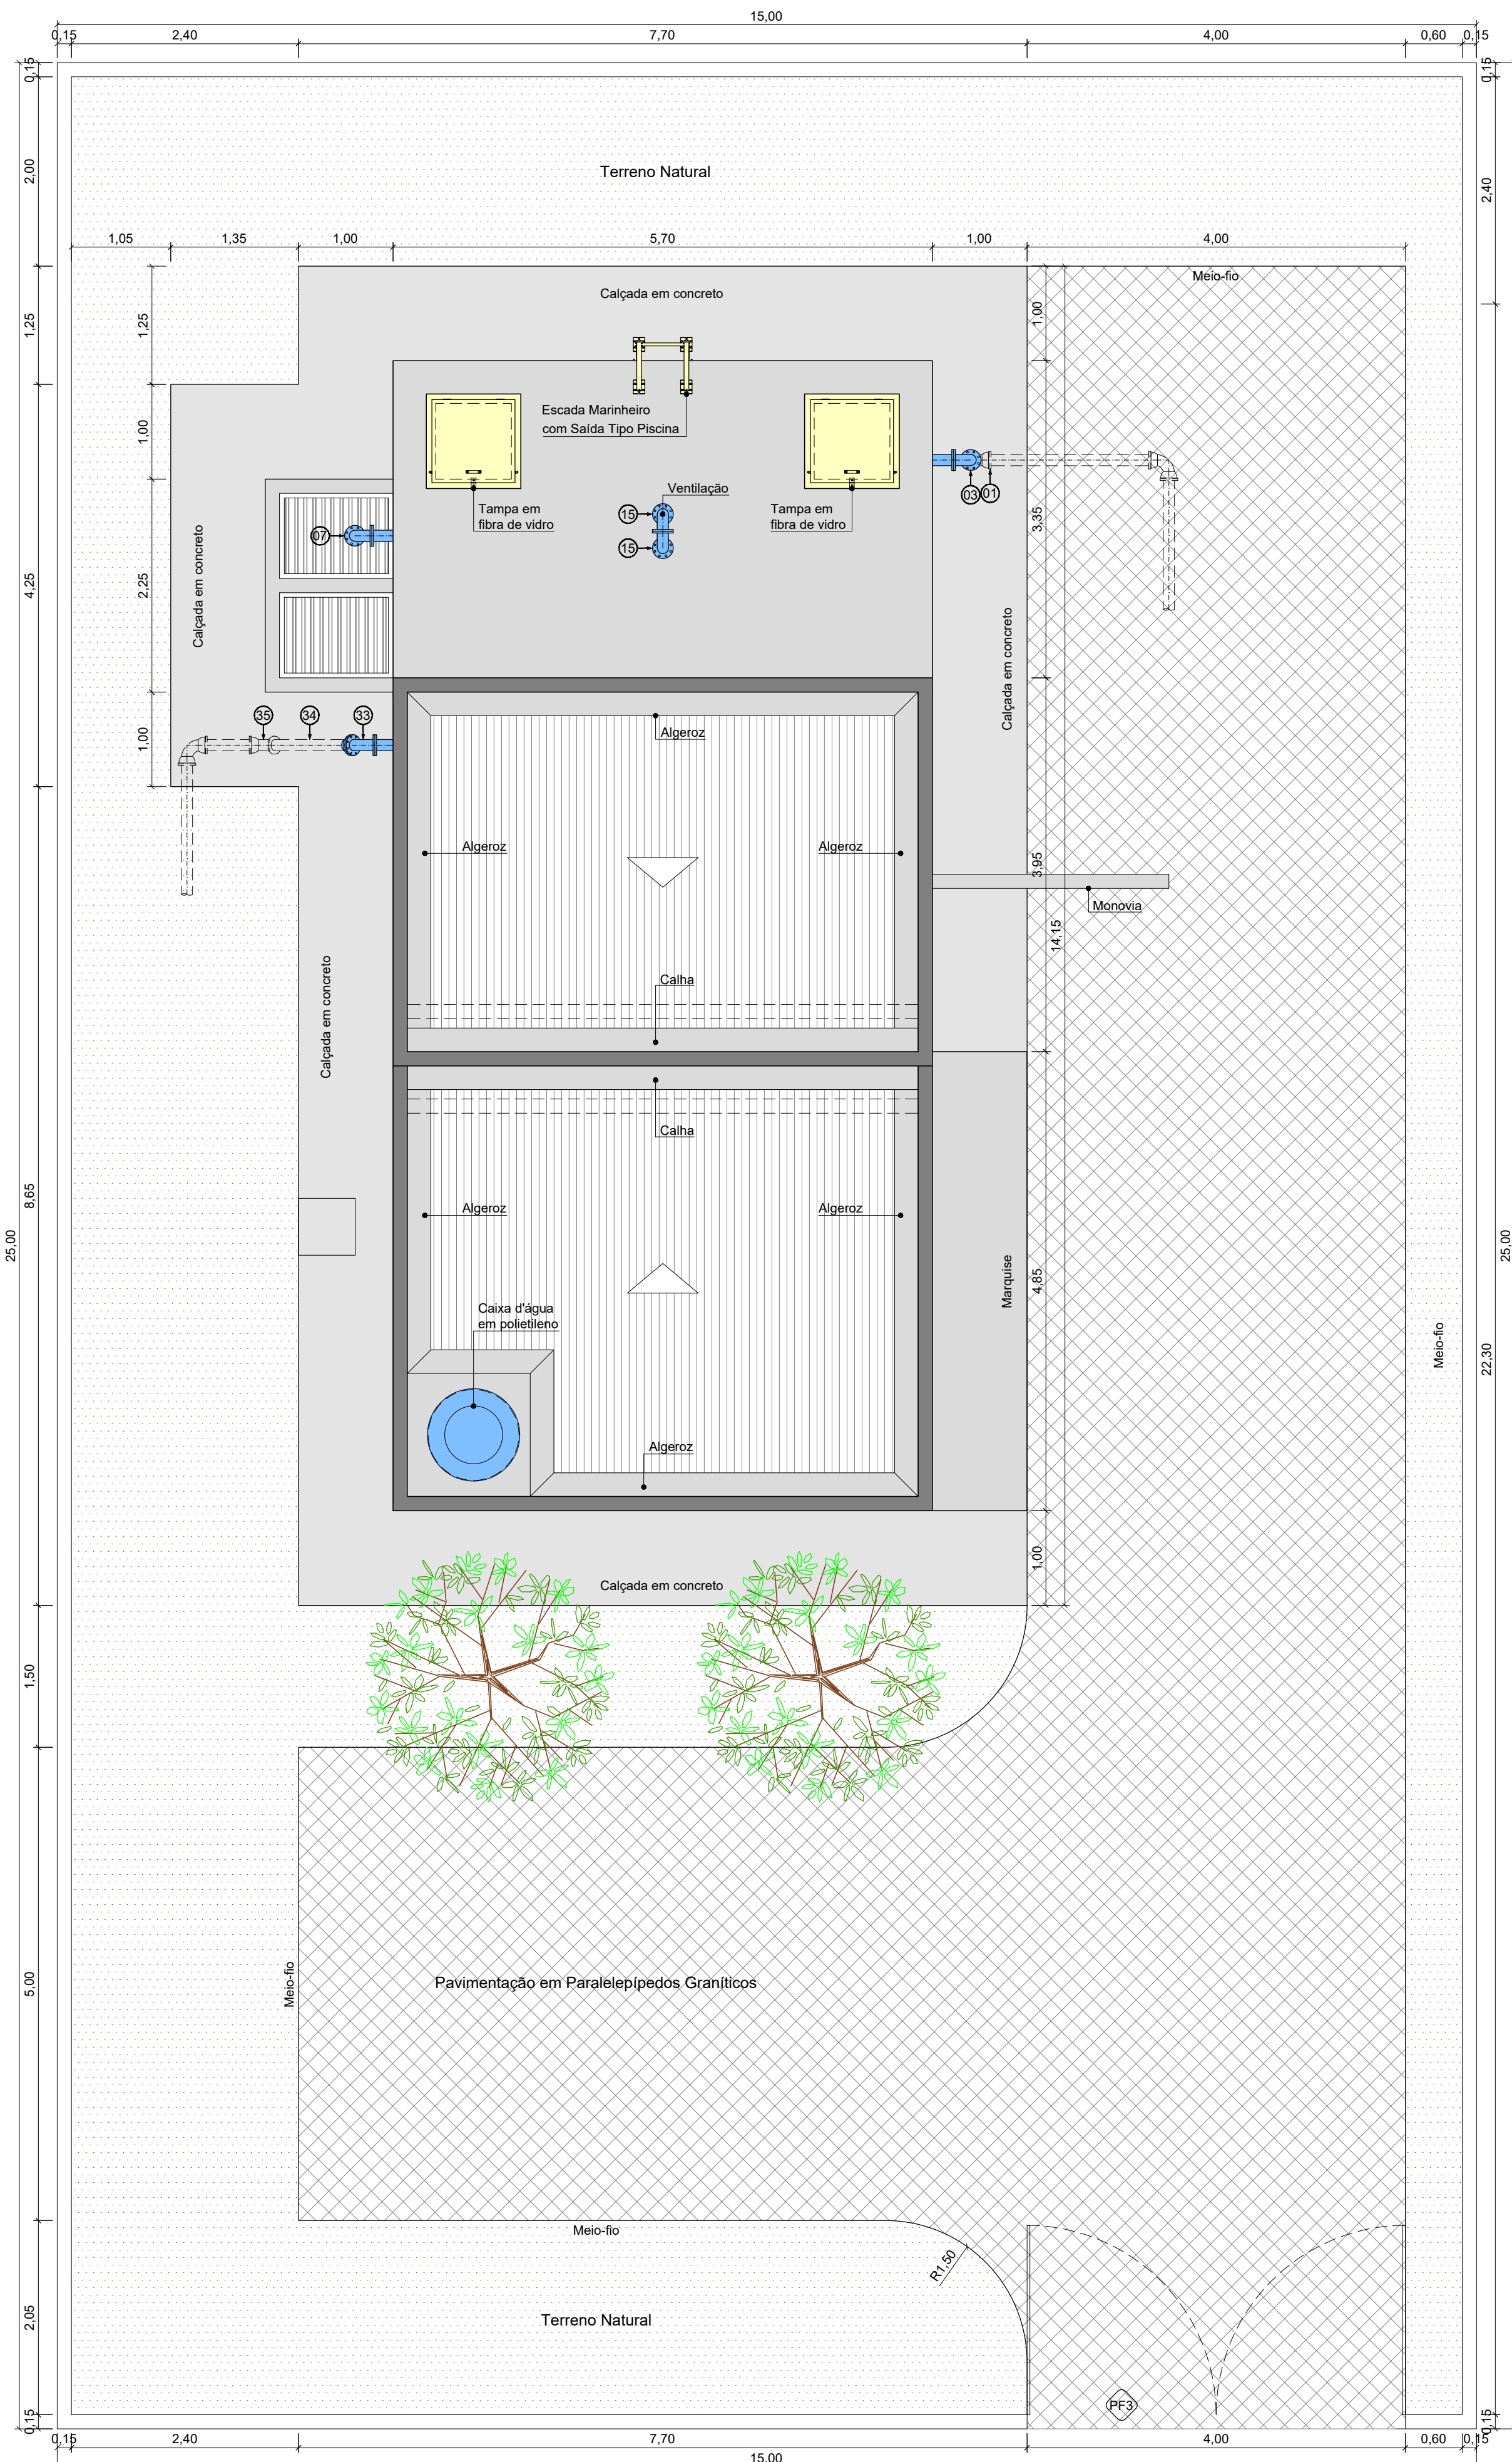 15,00
0,15
2,40
7,70
4,00
0,60
0,15
0,15
0,15
2,00
2,40
Terreno Natural
1,05
1,35
1,00
5,70
1,00
4,00
Meio-fio
Calçada em concreto
1,25
1,25
1,00
Escada Marinheiro
com Saída Tipo Piscina
1,00
Ventilação
03
01
Tampa em
fibra de vidro
15
Tampa em
fibra de vidro
3,35
07
15
4,25
2,25
Calçada em concreto
Calçada em concreto
35
34
33
1,00
Algeroz
Algeroz
Algeroz
3,95
Monovia
14,15
Calha
Calçada em concreto
Calha
8,65
25,00
Algeroz
Algeroz
25,00
Marquise
4,85
Caixa d'água
em polietileno
Meio-fio
22,30
Algeroz
1,00
Calçada em concreto
1,50
5,00
Meio-fio
Pavimentação em Paralelepípedos Graníticos
Meio-fio
R1,50
2,05
Terreno Natural
PF3
0,15
0,15
0,15
2,40
7,70
4,00
0,60
0,15
15,00